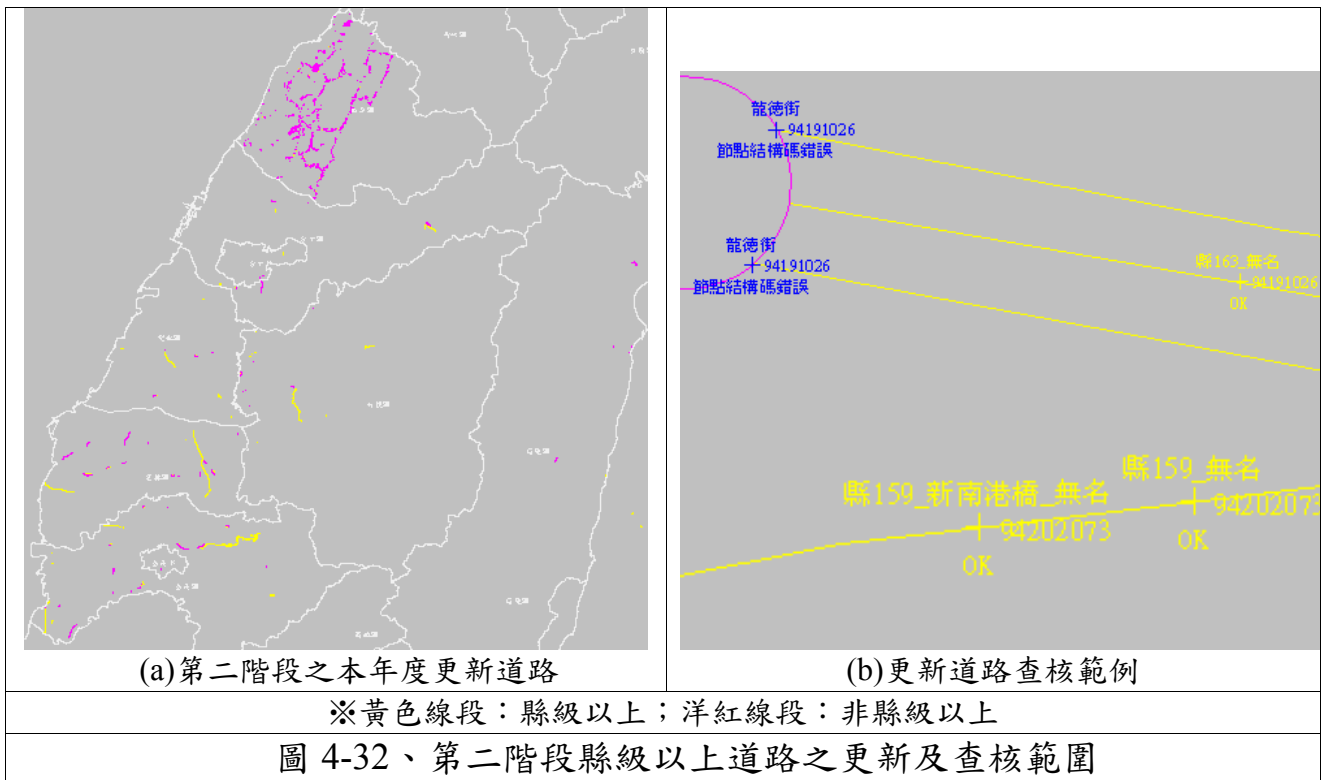 龍德街
94191026
節點結構碼錯誤
龍德街
94191026
節點結構碼錯誤
縣163_無名
94191026
OK
縣159_無名
縣159_新南港橋_無名
94202073
94202073
OK
OK
(a)第二階段之本年度更新道路
(b)更新道路查核範例
※黃色線段：縣級以上；洋紅線段：非縣級以上
圖 4-32、第二階段縣級以上道路之更新及查核範圍